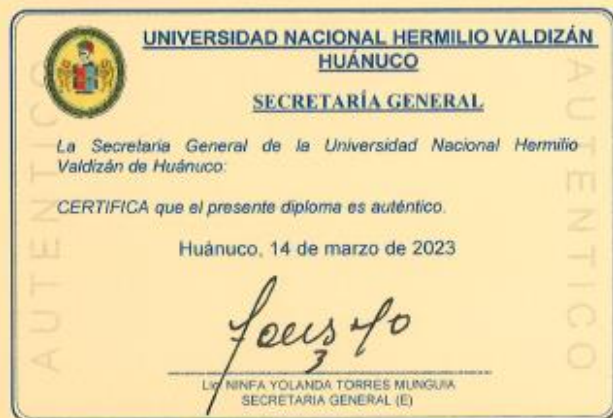 UNIVERSIDAD NACIONAL HERMILIO VALDIZÁN
HUÁNUCO
SECRETARÍA GENERAL
La Secretaria General de la Universidad Nacional Hermilio
Valdizán de Huánuco:
CERTIFICA que el presente diploma es auténtico.
Huánuco, 14 de marzo de 2023
Lic. NINFA YOLANDA TORRES MUNGUIA
SECRETARIA GENERAL (E)
AUTENTICO
AUTENTICO